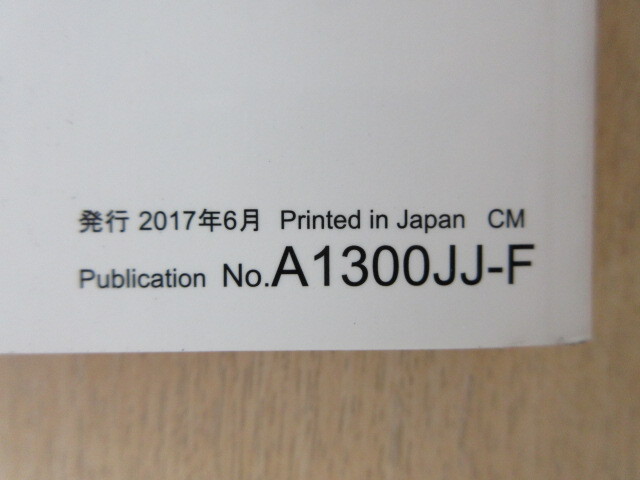 発行 2017年6月 Printed in Japan CM
Publication No.A1300JJ-F